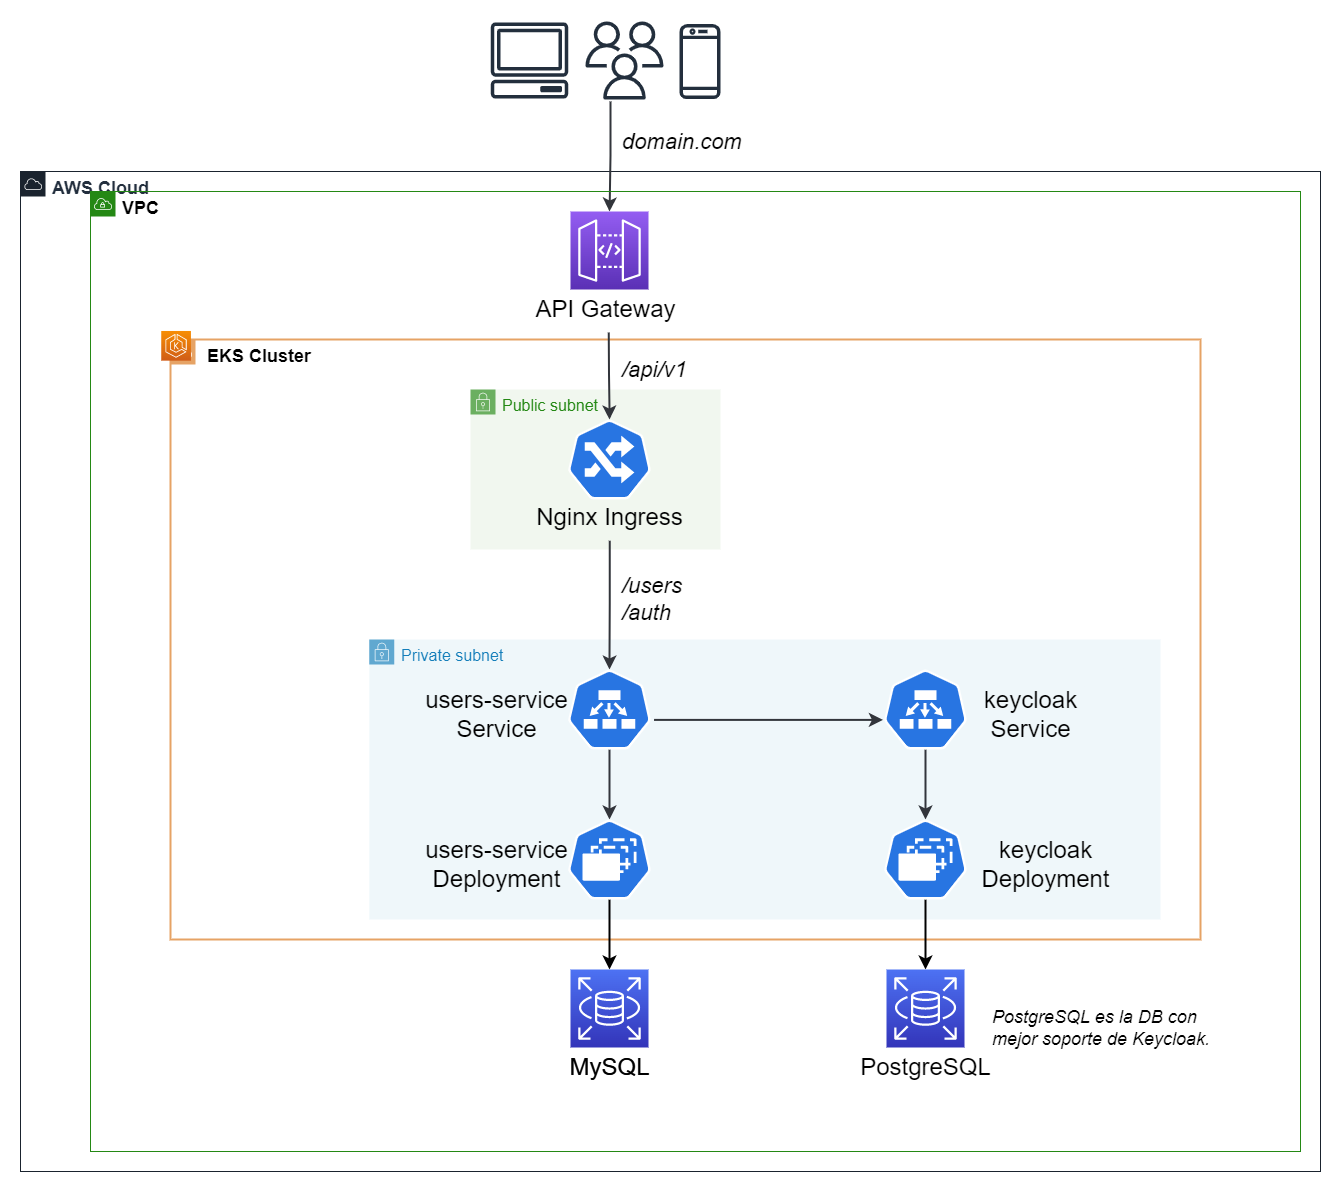 domain.com
AWS Cloud
VPC
API Gateway
EKS Cluster
/api/v1
Public subnet
Nginx Ingress
/users
/auth
Private subnet
users-service
Service
keycloak
Service
users-service
Deployment
keycloak
Deployment
MySQL
PostgreSQL
PostgreSQL es la DB con
mejor soporte de Keycloak.